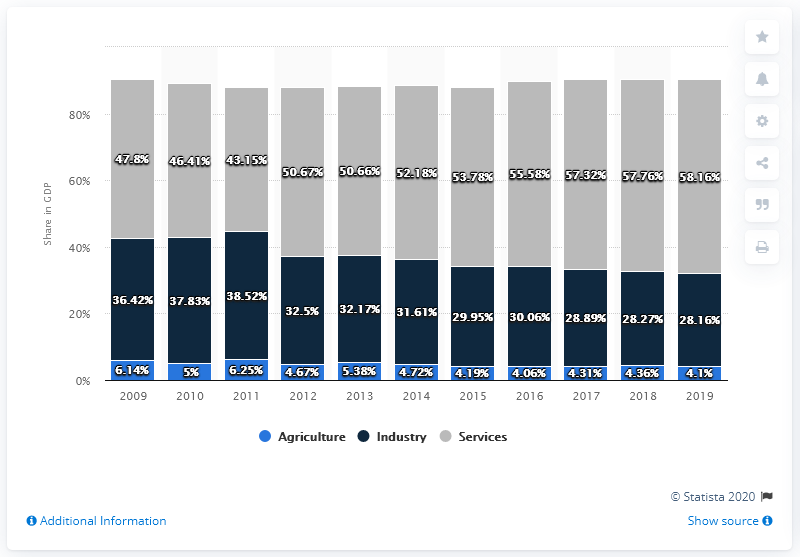 80%
60%
40%
20%
0%
Share in GDP
47.8% 46.41% 43.15% 50.67% 50.66% 52.18% 53.78% 55.58% 57.32% 57.76% 58.16%
36.42% 37.83% 38.52% 32.5% 32.17% 31.61% 29.95% 30.06% 28.89% 28.27% 28.16%
6.14% 5% 6.25% 4.67% 5.38% 4.72% 4.19% 4.06% 4.31% 4.36% 4.1%
2009 2010 2011 2012 2013 2014 2015 2016 2017 2018 2019
Agriculture Industry Services
© Statista 2020
Additional Information Show source